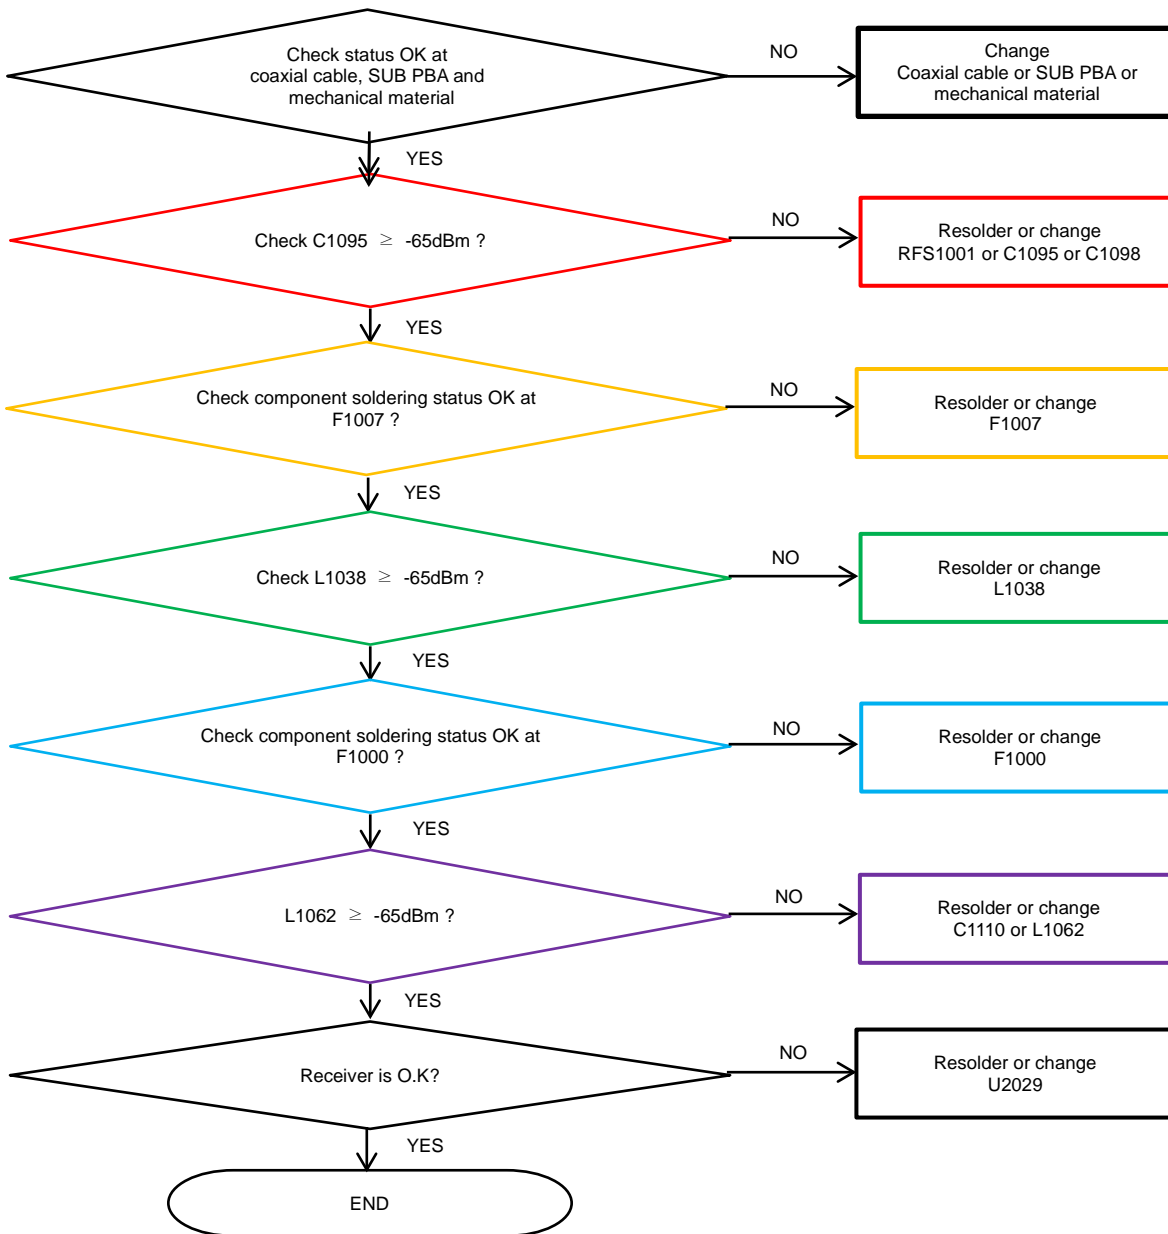 Check status OK at
coaxial cable, SUB PBA and
mechanical material
NO
Change
Coaxial cable or SUB PBA or
mechanical material
YES
Check C1095 ≥ -65dBm ?
NO
Resolder or change
RFS1001 or C1095 or C1098
YES
Check component soldering status OK at
F1007 ?
NO
Resolder or change
F1007
YES
Check L1038 ≥ -65dBm ?
NO
Resolder or change
L1038
YES
Check component soldering status OK at
F1000 ?
NO
Resolder or change
F1000
YES
L1062 ≥ -65dBm ?
NO
Resolder or change
C1110 or L1062
YES
Receiver is O.K?
NO
Resolder or change
U2029
YES
END